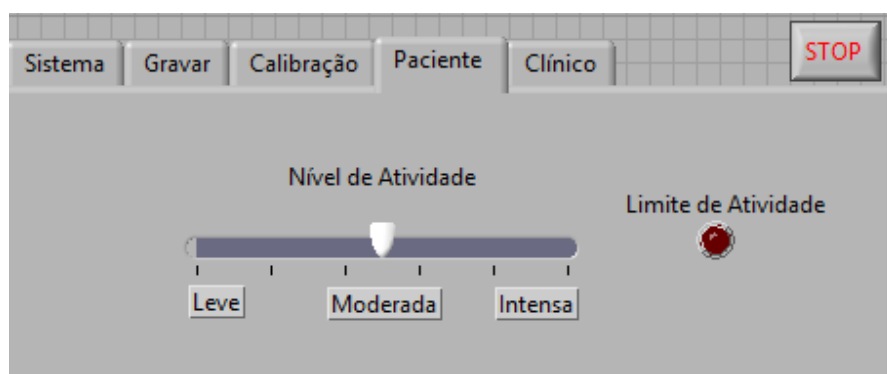 Sistema Gravar Calibração Paciente Clínico STOP
Nível de Atividade
Limite de Atividade
Leve Moderada Intensa